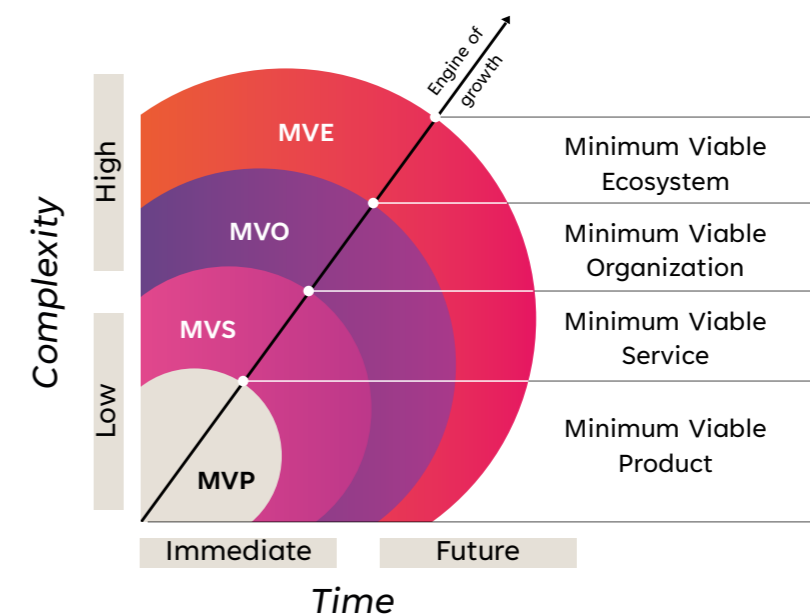 Engine of
growth
MVE
Minimum Viable
Ecosystem
High
MVO
Minimum Viable
Organization
Complexity
MVS
Minimum Viable
Service
Low
MVP
Minimum Viable
Product
Immediate
Future
Time